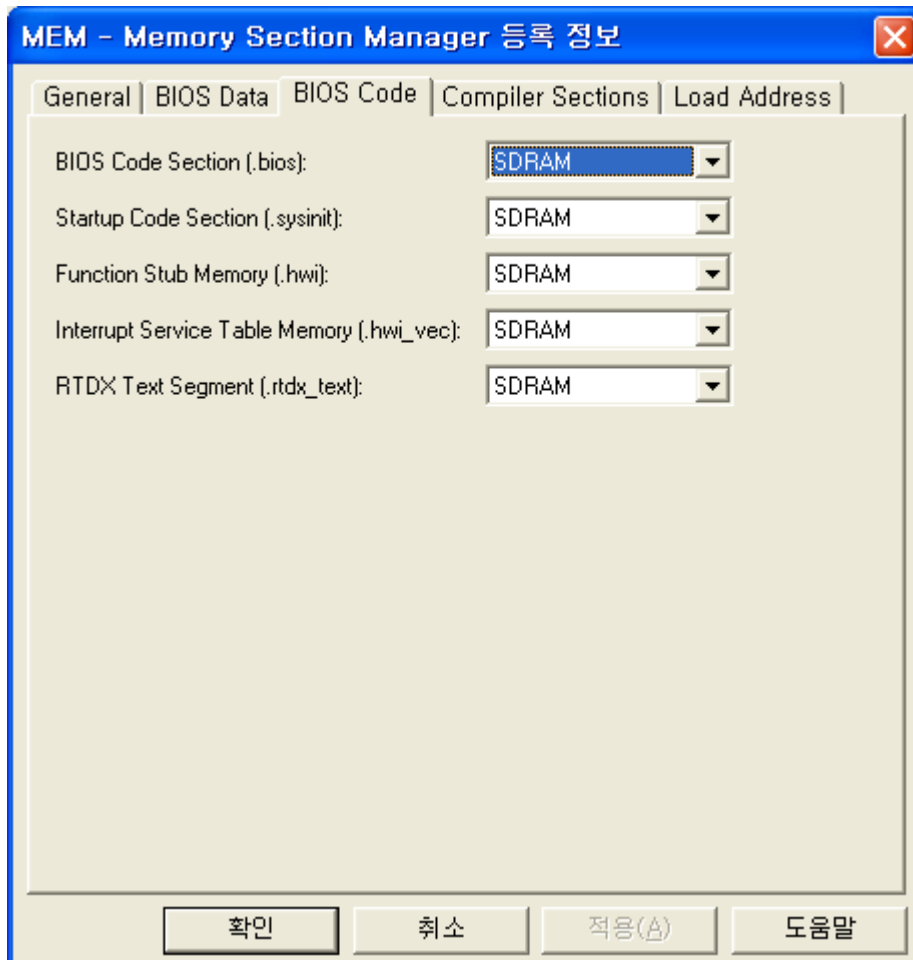 MEM - Memory Section Manager 등록 정보
General BIOS Data BIOS Code Compiler Sections Load Address
BIOS Code Section (.bios): SDRAM
Startup Code Section (.sysinit): SDRAM
Function Stub Memory (.hwi): SDRAM
Interrupt Service Table Memory (.hwi_vec): SDRAM
RTDX Text Segment (.rtdx_text): SDRAM
확인 취소 적용(A) 도움말